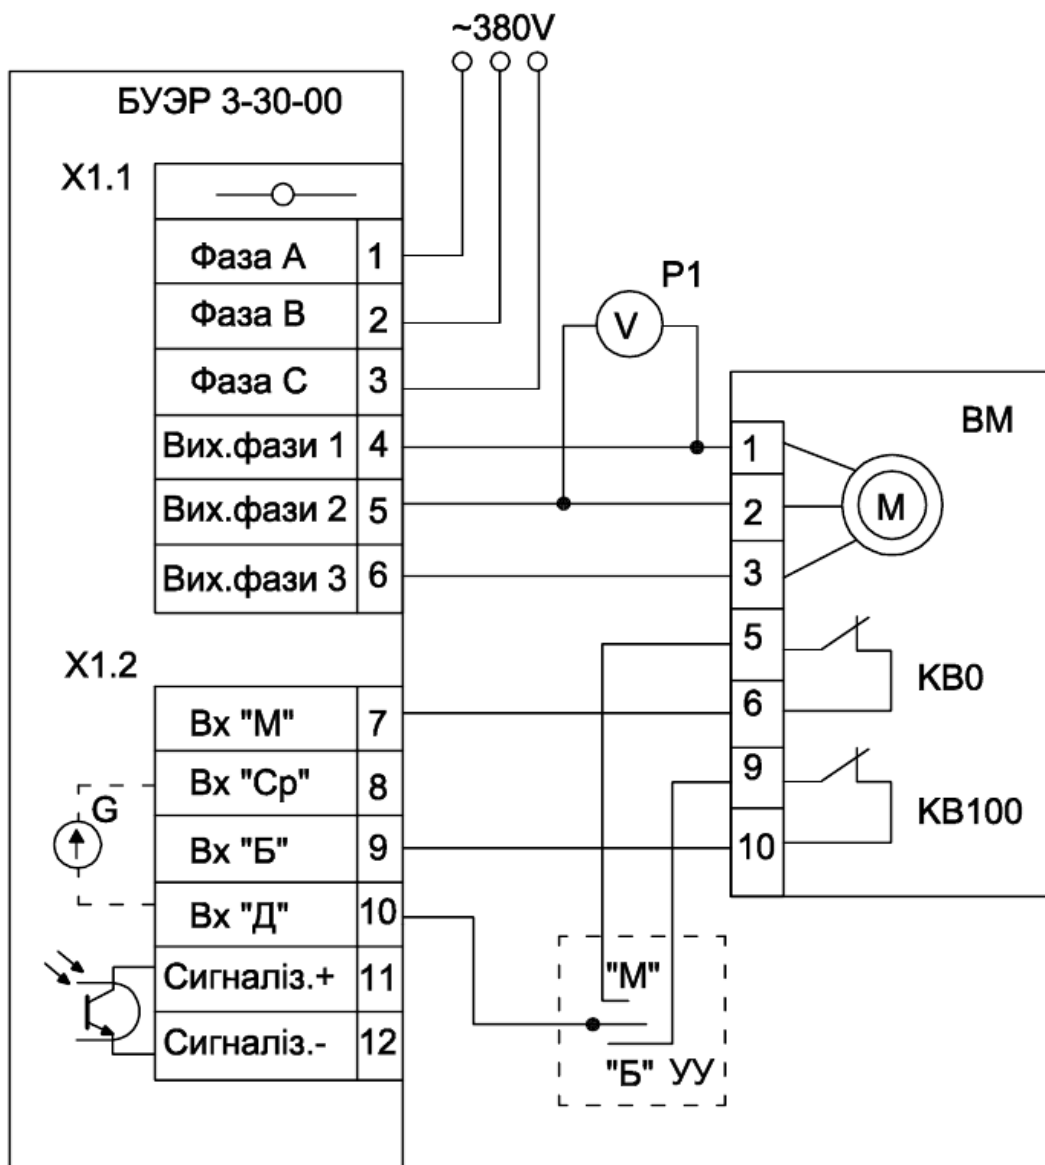 ~380V
БУЭР 3-30-00
X1.1
Фаза А 1
Фаза В 2
Фаза С 3
Вих.фази 1 4
Вих.фази 2 5
Вих.фази 3 6
P1
V
ВМ
1
2
3
5
6
9
10
М
КВ0
КВ100
X1.2
Вх "М" 7
Вх "Ср" 8
Вх "Б" 9
Вх "Д" 10
Сигналіз.+ 11
Сигналіз.- 12
G
"М"
"Б" УУ